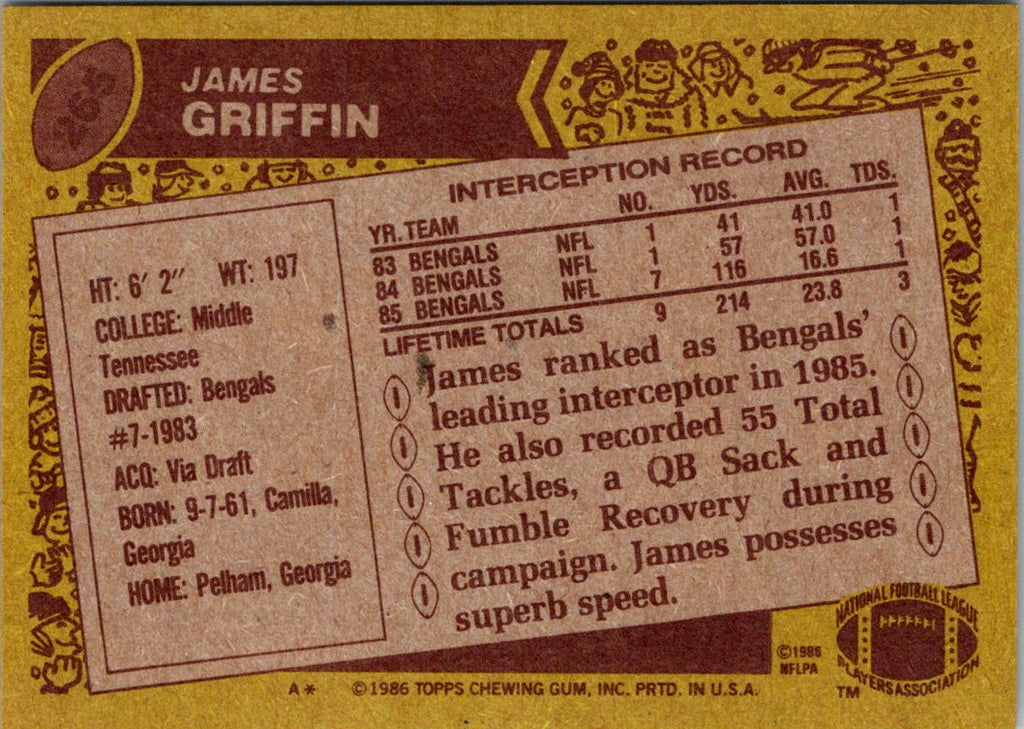 265
JAMES
GRIFFIN
INTERCEPTION RECORD
YR. TEAM NO. YDS. AVG. TDS.
83 BENGALS NFL 1 41 41.0 1
84 BENGALS NFL 1 57 57.0 1
85 BENGALS NFL 7 116 16.6 1
LIFETIME TOTALS 9 214 23.8 3
HT: 6' 2" WT: 197
COLLEGE: Middle
Tennessee
DRAFTED: Bengals
#7-1983
ACQ: Via Draft
BORN: 9-7-61, Camilla,
Georgia
HOME: Pelham, Georgia
James ranked as Bengals'
leading interceptor in 1985.
He also recorded 55 Total
Tackles, a QB Sack and
Fumble Recovery during
campaign. James possesses
superb speed.
NATIONAL FOOTBALL LEAGUE
PLAYERS ASSOCIATION
TM
©1986
NFLPA
A* ©1986 TOPPS CHEWING GUM, INC. PRTD. IN U.S.A.